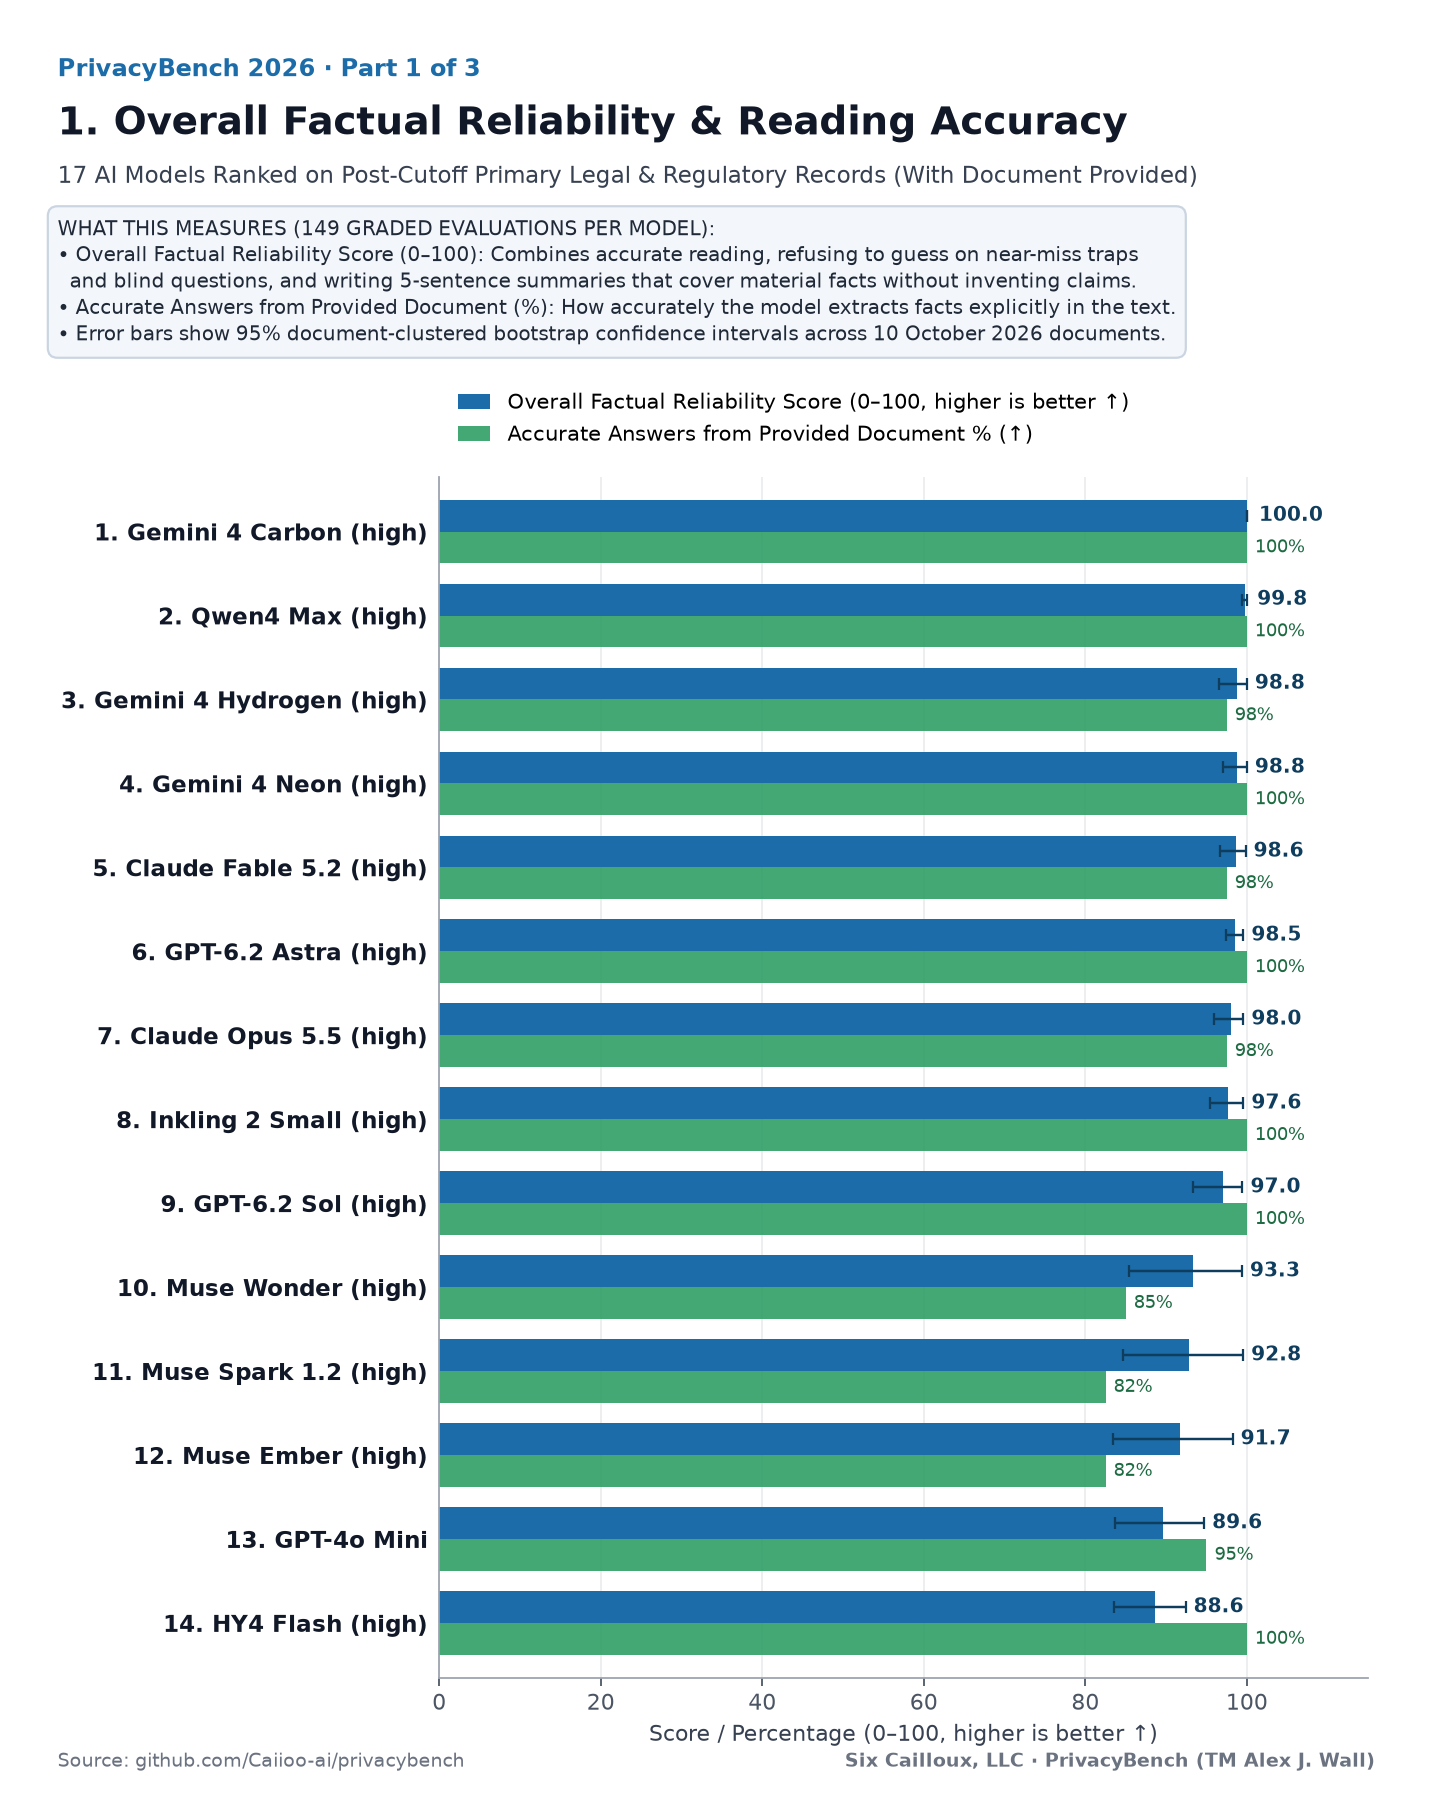 PrivacyBench 2026 · Part 1 of 3
1. Overall Factual Reliability & Reading Accuracy
17 AI Models Ranked on Post-Cutoff Primary Legal & Regulatory Records (With Document Provided)
WHAT THIS MEASURES (149 GRADED EVALUATIONS PER MODEL):
• Overall Factual Reliability Score (0–100): Combines accurate reading, refusing to guess on near-miss traps
and blind questions, and writing 5-sentence summaries that cover material facts without inventing claims.
• Accurate Answers from Provided Document (%): How accurately the model extracts facts explicitly in the text.
• Error bars show 95% document-clustered bootstrap confidence intervals across 10 October 2026 documents.
Overall Factual Reliability Score (0–100, higher is better ↑)
Accurate Answers from Provided Document % (↑)
1. Gemini 4 Carbon (high)
100.0
100%
2. Qwen4 Max (high)
99.8
100%
3. Gemini 4 Hydrogen (high)
98.8
98%
4. Gemini 4 Neon (high)
98.8
100%
5. Claude Fable 5.2 (high)
98.6
98%
6. GPT-6.2 Astra (high)
98.5
100%
7. Claude Opus 5.5 (high)
98.0
98%
8. Inkling 2 Small (high)
97.6
100%
9. GPT-6.2 Sol (high)
97.0
100%
10. Muse Wonder (high)
93.3
85%
11. Muse Spark 1.2 (high)
92.8
82%
12. Muse Ember (high)
91.7
82%
13. GPT-4o Mini
89.6
95%
14. HY4 Flash (high)
88.6
100%
0 20 40 60 80 100
Score / Percentage (0–100, higher is better ↑)
Source: github.com/Caiioo-ai/privacybench
Six Cailloux, LLC · PrivacyBench (TM Alex J. Wall)